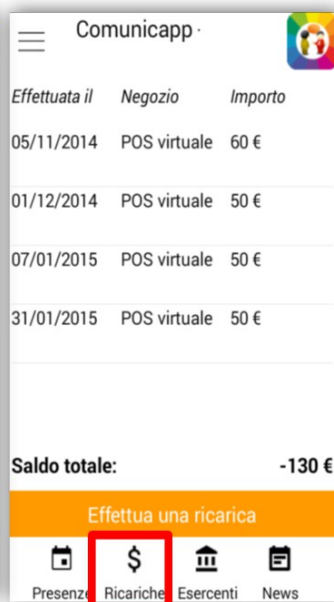 Comunicapp
Effettuata il Negozio Importo
05/11/2014 POS virtuale 60 €
01/12/2014 POS virtuale 50 €
07/01/2015 POS virtuale 50 €
31/01/2015 POS virtuale 50 €
Saldo totale: -130 €
Effettua una ricarica
Presenze Ricariche Esercenti News